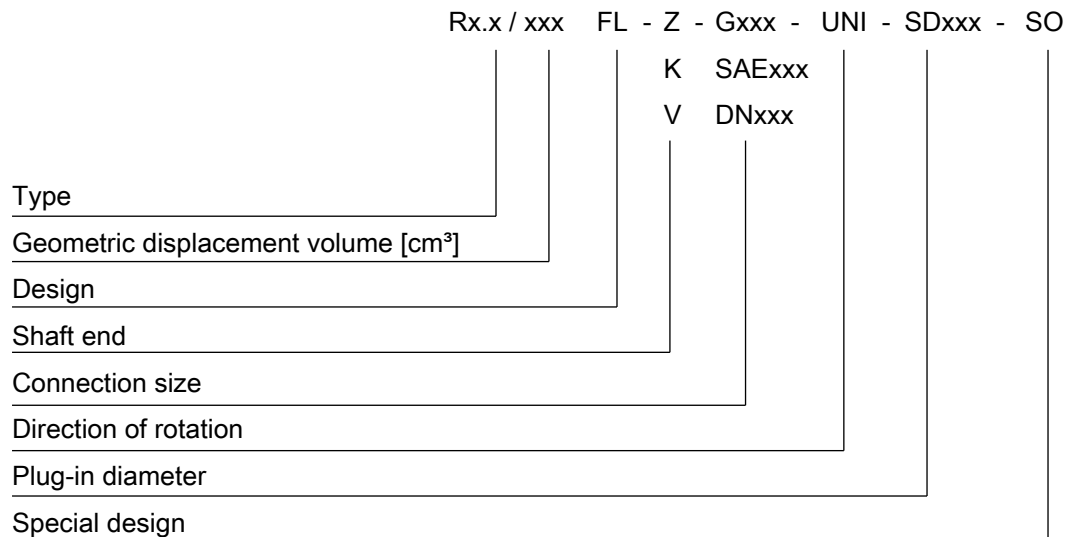 Rx.x / xxx FL - Z - Gxxx - UNI - SDxxx - SO
K SAExxx
V DNxxx
Type
Geometric displacement volume [cm³]
Design
Shaft end
Connection size
Direction of rotation
Plug-in diameter
Special design